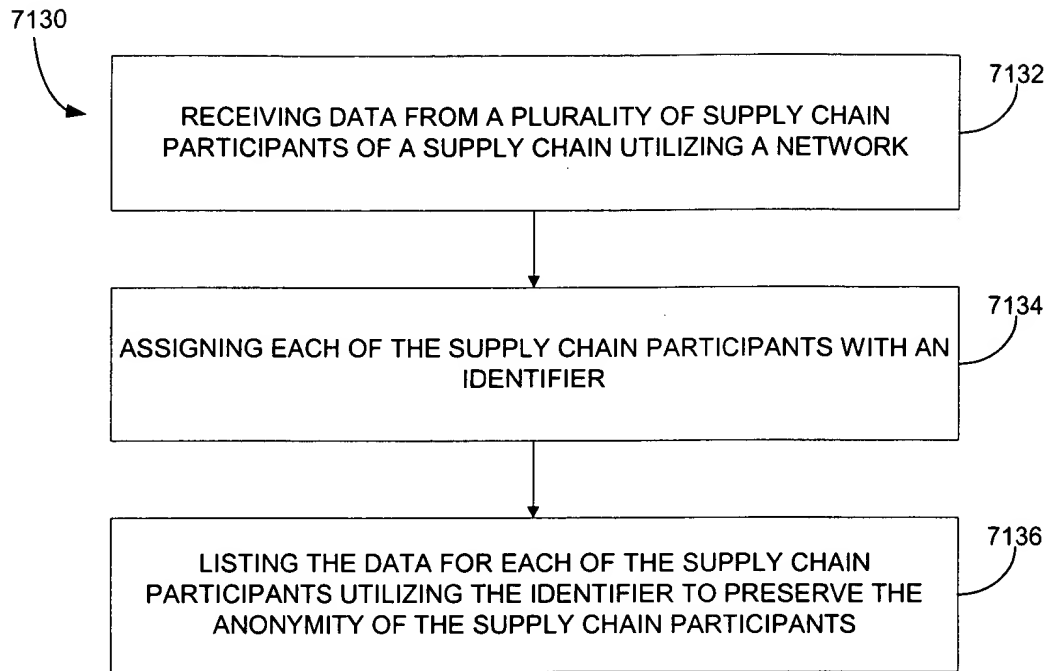 7130
7132
RECEIVING DATA FROM A PLURALITY OF SUPPLY CHAIN
PARTICIPANTS OF A SUPPLY CHAIN UTILIZING A NETWORK
7134
ASSIGNING EACH OF THE SUPPLY CHAIN PARTICIPANTS WITH AN
IDENTIFIER
7136
LISTING THE DATA FOR EACH OF THE SUPPLY CHAIN
PARTICIPANTS UTILIZING THE IDENTIFIER TO PRESERVE THE
ANONYMITY OF THE SUPPLY CHAIN PARTICIPANTS